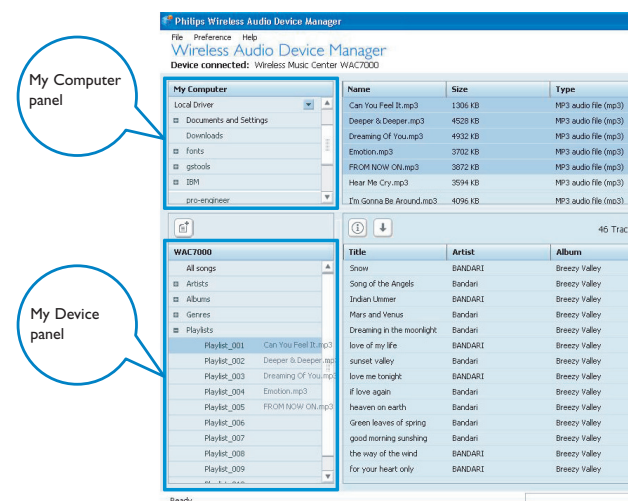 Philips Wireless Audio Device Manager
File Preference Help
Wireless Audio Device Manager
Device connected: Wireless Music Center WAC7000
My Computer panel
My Computer
Local Driver
Documents and Settings
Downloads
fonts
gstools
IBM
pro-engineer
Name Size Type
Can You Feel It.mp3 1306 KB MP3 audio file (mp3)
Deeper & Deeper.mp3 4528 KB MP3 audio file (mp3)
Dreaming Of You.mp3 4932 KB MP3 audio file (mp3)
Emotion.mp3 3702 KB MP3 audio file (mp3)
FROM NOW ON.mp3 3872 KB MP3 audio file (mp3)
Hear Me Cry.mp3 3594 KB MP3 audio file (mp3)
I'm Gonna Be Around.mp3 4096 KB MP3 audio file (mp3)
46 Trac
My Device panel
WAC7000
All songs
Artists
Albums
Genres
Playlists
Playlist_001 Can You Feel It.mp3
Playlist_002 Deeper & Deeper.mp
Playlist_003 Dreaming Of You.mp3
Playlist_004 Emotion.mp3
Playlist_005 FROM NOW ON.mp3
Playlist_006
Playlist_007
Playlist_008
Playlist_009
Title Artist Album
Snow BANDARI Breezy Valley
Song of the Angels Bandari Breezy Valley
Indian Ummer BANDARI Breezy Valley
Mars and Venus Bandari Breezy Valley
Dreaming in the moonlight Bandari Breezy Valley
love of my life BANDARI Breezy Valley
sunset valley BANDARI Breezy Valley
love me tonight BANDARI Breezy Valley
if love again Bandari Breezy Valley
heaven on earth Bandari Breezy Valley
Green leaves of spring Bandari Breezy Valley
good morning sunshing Bandari Breezy Valley
the way of the wind BANDARI Breezy Valley
for your heart only BANDARI Breezy Valley
Ready